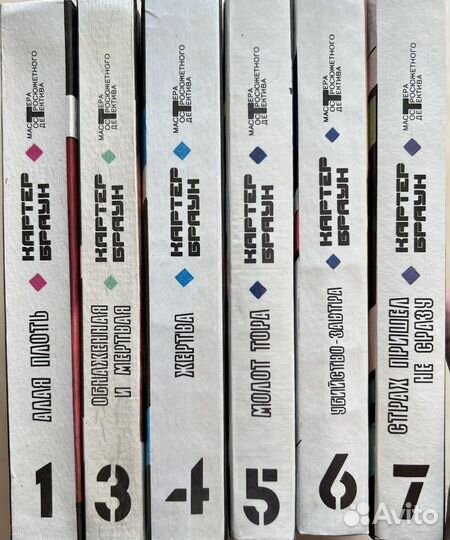 МАСТЕРА
ОСТРОСЮЖЕТНОГО
ДЕТЕКТИВА
КАРТЕР
БРАУН
АЛАЯ ПЛОТЬ
1
МАСТЕРА
ОСТРОСЮЖЕТНОГО
ДЕТЕКТИВА
КАРТЕР
БРАУН
ОБНАЖЕННАЯ
И МЕРТВАЯ
3
МАСТЕРА
ОСТРОСЮЖЕТНОГО
ДЕТЕКТИВА
КАРТЕР
БРАУН
ЖЕРТВА
4
МАСТЕРА
ОСТРОСЮЖЕТНОГО
ДЕТЕКТИВА
КАРТЕР
БРАУН
МОЛОТ ТОРА
5
МАСТЕРА
ОСТРОСЮЖЕТНОГО
ДЕТЕКТИВА
КАРТЕР
БРАУН
УБИЙСТВО-ЗАВТРА
6
МАСТЕРА
ОСТРОСЮЖЕТНОГО
ДЕТЕКТИВА
КАРТЕР
БРАУН
СТРАХ ПРИШЕЛ
НЕ СРАЗУ
7
Avito